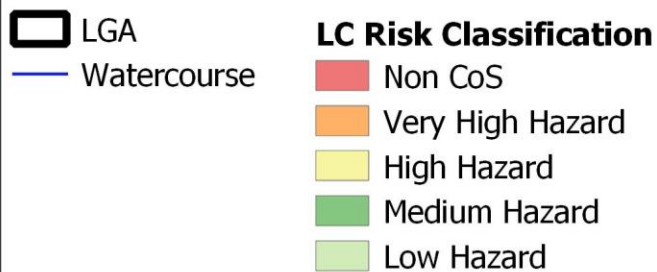 LGA
Watercourse
LC Risk Classification
Non CoS
Very High Hazard
High Hazard
Medium Hazard
Low Hazard